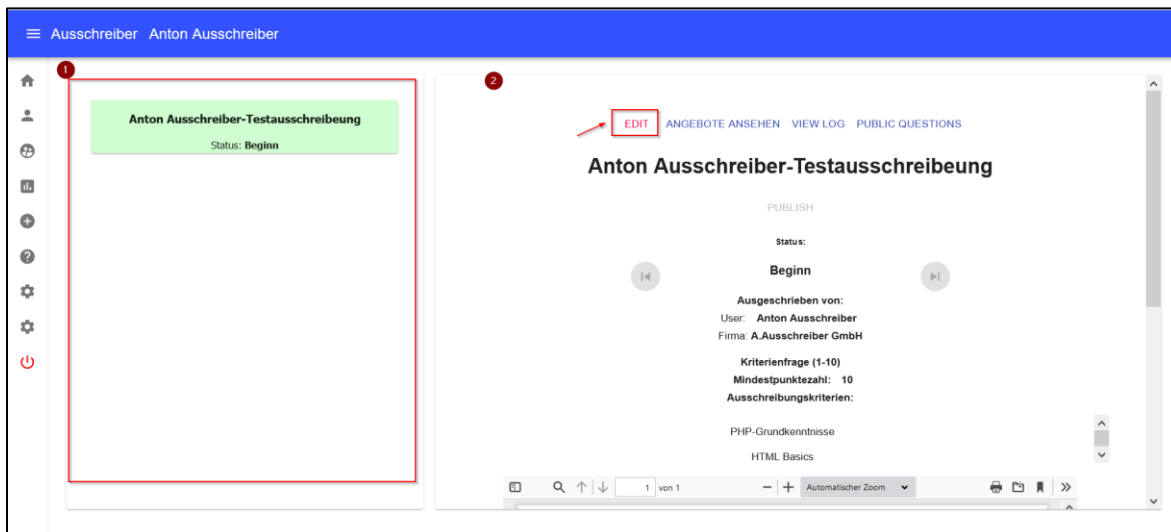 Ausschreiber Anton Ausschreiber
1
Anton Ausschreiber-Testausschreibeung
Status: Beginn
2
EDIT ANGEBOTE ANSEHEN VIEW LOG PUBLIC QUESTIONS
Anton Ausschreiber-Testausschreibeung
PUBLISH
Status:
Beginn
Ausgeschrieben von:
User: Anton Ausschreiber
Firma: A.Ausschreiber GmbH
Kriterienfrage (1-10)
Mindestpunktezahl: 10
Ausschreibungskriterien:
PHP-Grundkenntnisse
HTML Basics
1 von 1 Automatischer Zoom